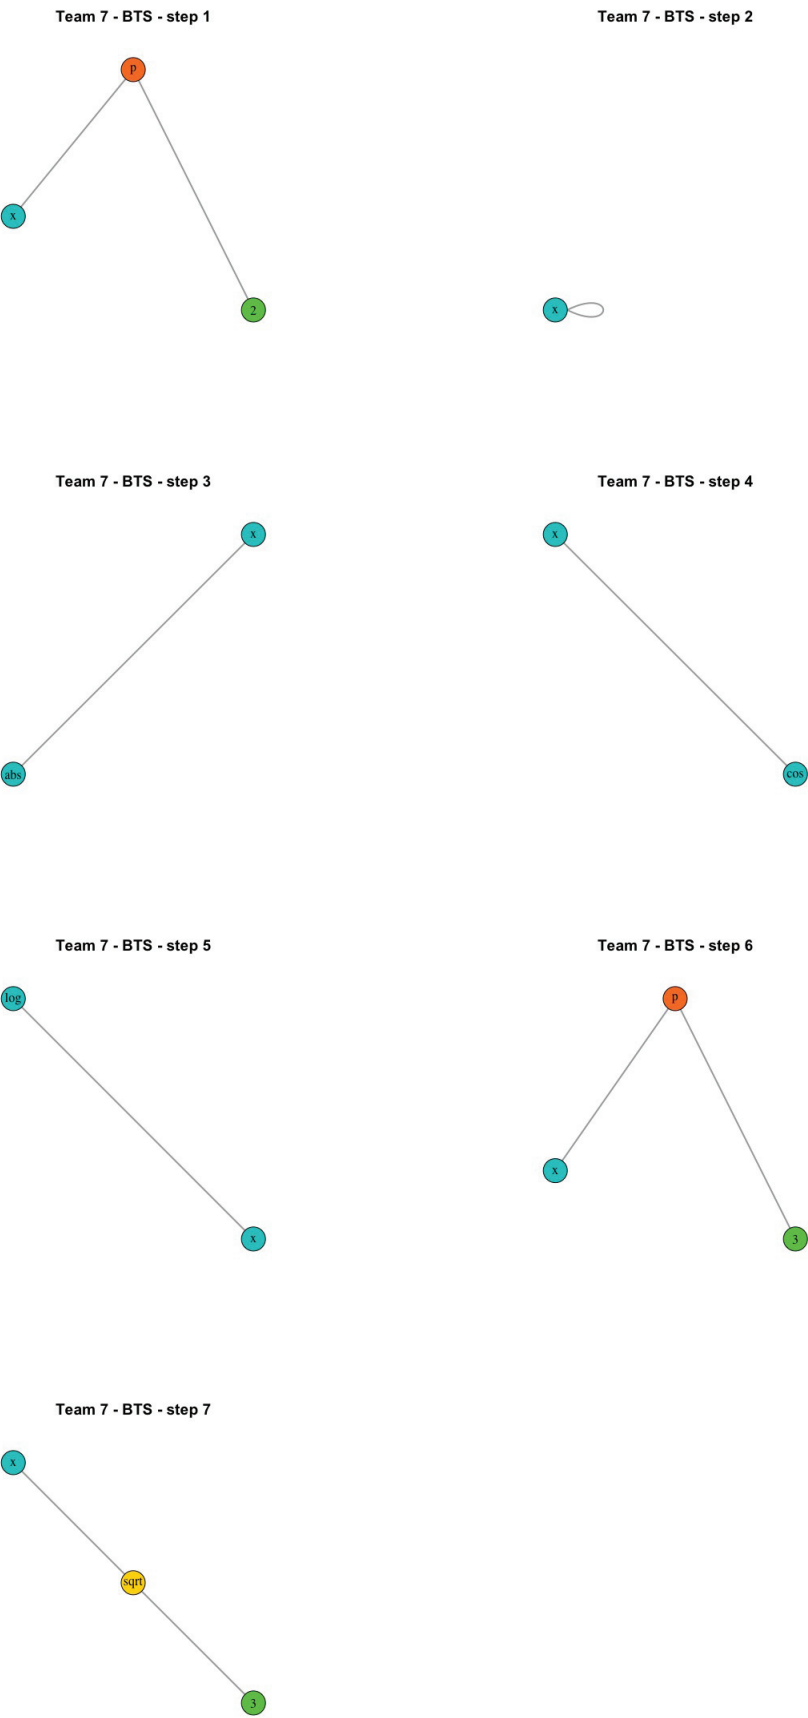 Team 7 - BTS - step 1
p
x
2
Team 7 - BTS - step 2
x
Team 7 - BTS - step 3
x
abs
Team 7 - BTS - step 4
x
cos
Team 7 - BTS - step 5
log
x
Team 7 - BTS - step 6
p
x
3
Team 7 - BTS - step 7
x
sqrt
3